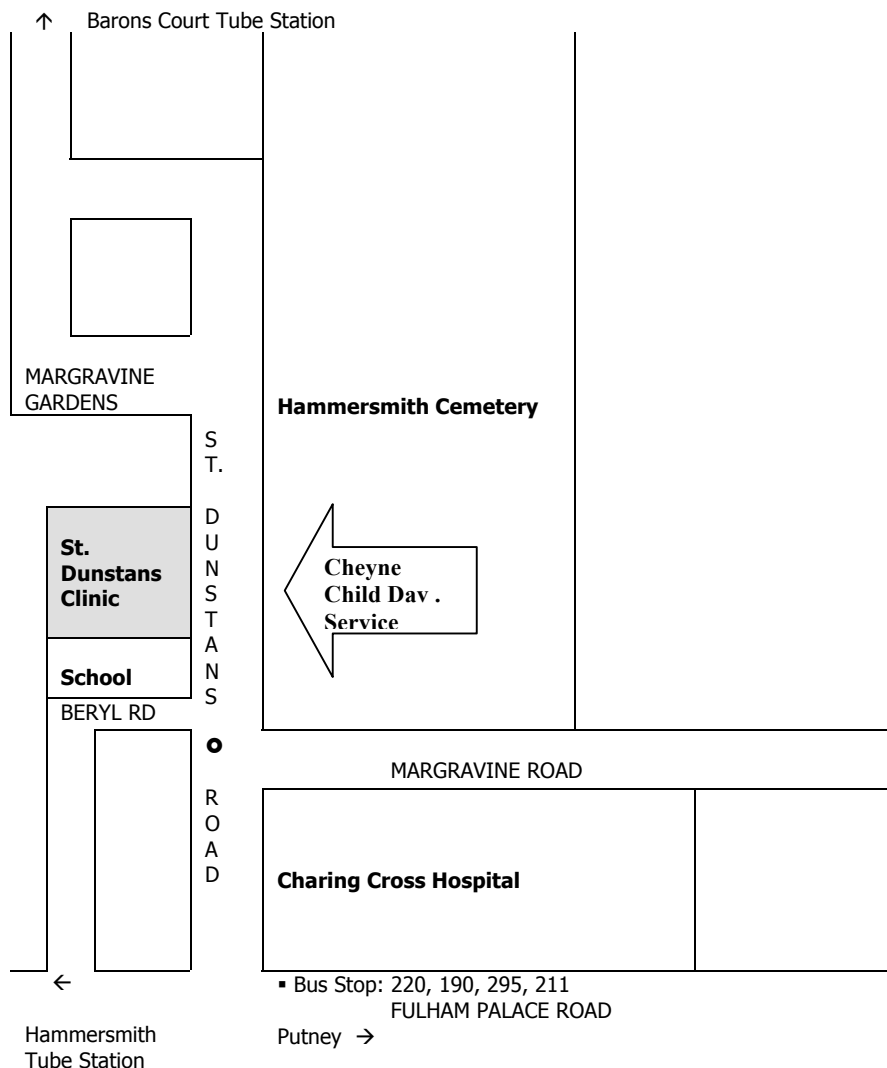 ↑ Barons Court Tube Station
MARGRAVINE
GARDENS
Hammersmith Cemetery
S
T.
D
U
N
S
T
A
N
S
R
O
A
D
St.
Dunstans
Clinic
Cheyne
Child Dav .
Service
School
BERYL RD
MARGRAVINE ROAD
Charing Cross Hospital
←
▪ Bus Stop: 220, 190, 295, 211
FULHAM PALACE ROAD
Hammersmith
Tube Station
Putney →